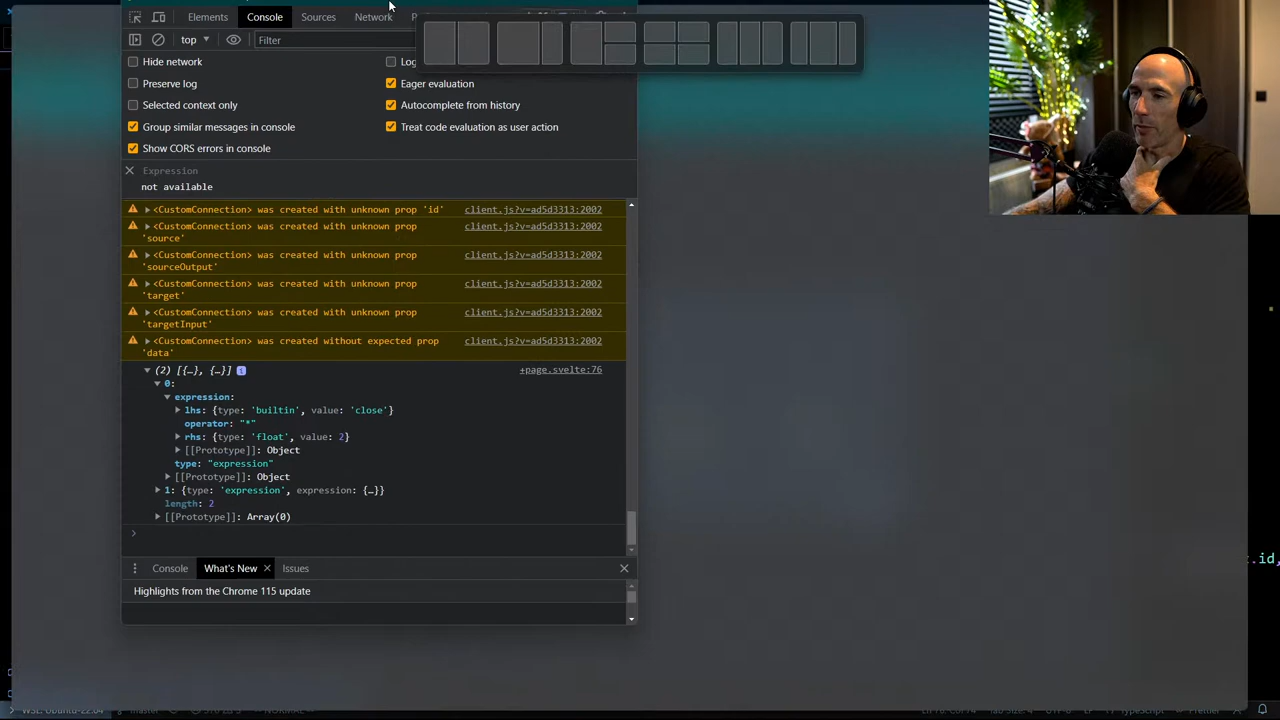 Elements Console Sources Network
top Filter
Hide network
Log
Preserve log
Eager evaluation
Selected context only
Autocomplete from history
Group similar messages in console
Treat code evaluation as user action
Show CORS errors in console
Expression
not available
<CustomConnection> was created with unknown prop 'id' client.js?v=ad5d3313:2002
<CustomConnection> was created with unknown prop client.js?v=ad5d3313:2002
'source'
<CustomConnection> was created with unknown prop client.js?v=ad5d3313:2002
'sourceOutput'
<CustomConnection> was created with unknown prop client.js?v=ad5d3313:2002
'target'
<CustomConnection> was created with unknown prop client.js?v=ad5d3313:2002
'targetInput'
<CustomConnection> was created without expected prop client.js?v=ad5d3313:2002
'data'
(2) [{…}, {…}] i +page.svelte:76
0:
expression:
lhs: {type: 'builtin', value: 'close'}
operator: "*"
rhs: {type: 'float', value: 2}
[[Prototype]]: Object
type: "expression"
[[Prototype]]: Object
1: {type: 'expression', expression: {…}}
length: 2
[[Prototype]]: Array(0)
.id,
Console What's New Issues
Highlights from the Chrome 115 update
WSL: Ubuntu-22.04 master